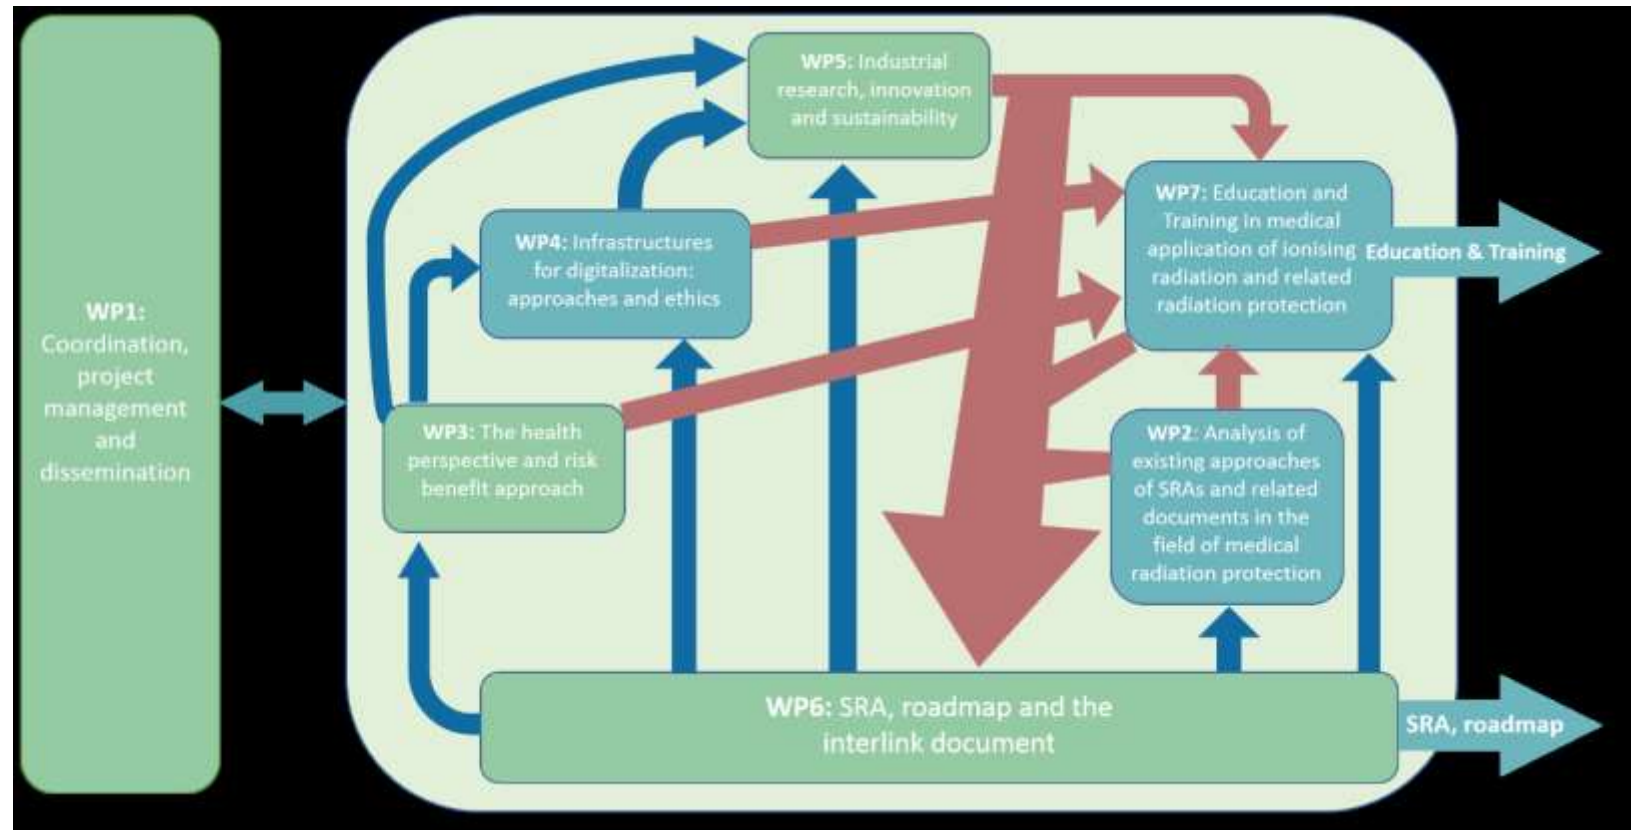 WP1:
Coordination,
project
management
and
dissemination
WP5: Industrial
research, innovation
and sustainability
WP4: Infrastructures
for digitalization:
approaches and ethics
WP7: Education and
Training in medical
application of ionising
radiation and related
radiation protection
Education & Training
WP3: The health
perspective and risk
benefit approach
WP2: Analysis of
existing approaches
of SRAs and related
documents in the
field of medical
radiation protection
WP6: SRA, roadmap and the
interlink document
SRA, roadmap